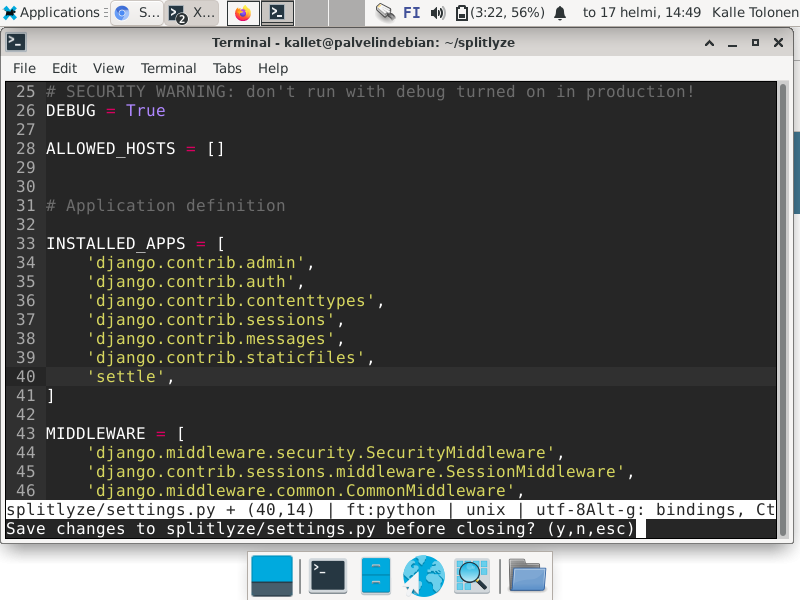 Applications S... 2 X... FI (3:22, 56%) to 17 helmi, 14:49 Kalle Tolonen
Terminal - kallet@palvelindebian: ~/splitlyze
File Edit View Terminal Tabs Help
25 # SECURITY WARNING: don't run with debug turned on in production!
26 DEBUG = True
27
28 ALLOWED_HOSTS = []
29
30
31 # Application definition
32
33 INSTALLED_APPS = [
34     'django.contrib.admin',
35     'django.contrib.auth',
36     'django.contrib.contenttypes',
37     'django.contrib.sessions',
38     'django.contrib.messages',
39     'django.contrib.staticfiles',
40     'settle',
41 ]
42
43 MIDDLEWARE = [
44     'django.middleware.security.SecurityMiddleware',
45     'django.contrib.sessions.middleware.SessionMiddleware',
46     'django.middleware.common.CommonMiddleware',
splitlyze/settings.py + (40,14) | ft:python | unix | utf-8Alt-g: bindings, Ct
Save changes to splitlyze/settings.py before closing? (y,n,esc)